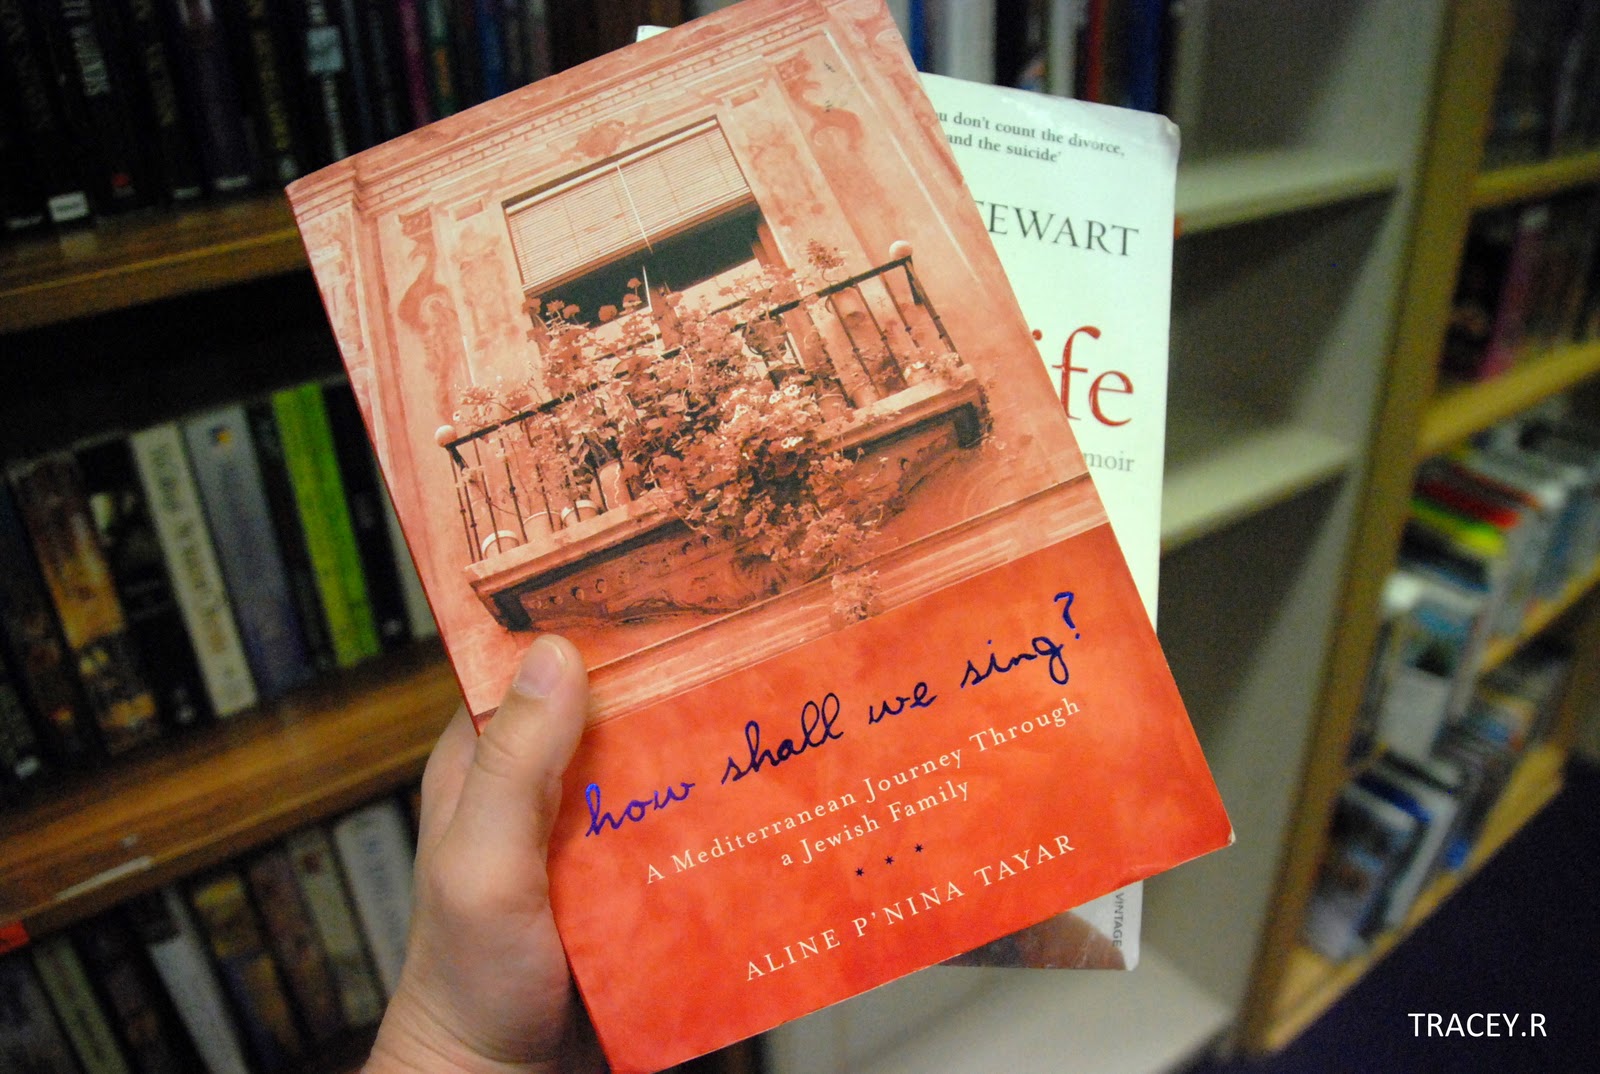 how shall we sing?
A Mediterranean Journey Through
a Jewish Family
* * *
ALINE P'NINA TAYAR
don't count the divorce,
and the suicide'
TEWART
ife
moir
VINTAGE
TRACEY.R